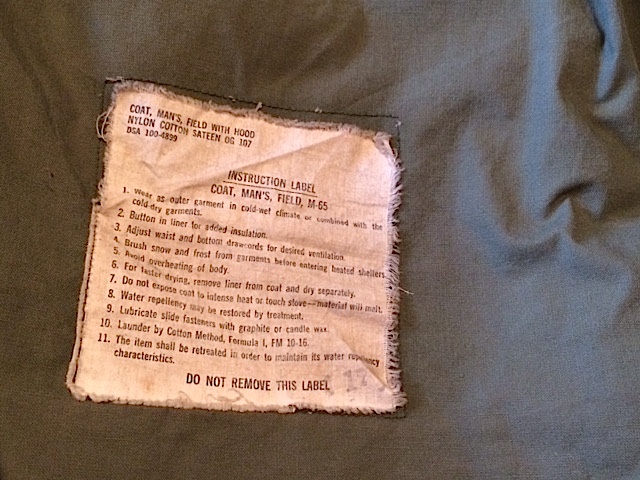 COAT, MAN'S, FIELD WITH HOOD
NYLON COTTON SATEEN OG 107
DSA 100-4899
INSTRUCTION LABEL
COAT, MAN'S, FIELD, M-65
1. Wear as outer garment in cold-wet climate or combined with the
cold-dry garments.
2. Button in liner for added insulation.
3. Adjust waist and bottom drawcords for desired ventilation.
4. Brush snow and frost from garments before entering heated shelters.
5. Avoid overheating of body.
6. For faster drying, remove liner from coat and dry separately.
7. Do not expose coat to intense heat or touch stove—material will melt.
8. Water repellency may be restored by treatment.
9. Lubricate slide fasteners with graphite or candle wax.
10. Launder by Cotton Method, Formula I, FM 10-16.
11. The item shall be retreated in order to maintain its water repellency
characteristics.
DO NOT REMOVE THIS LABEL